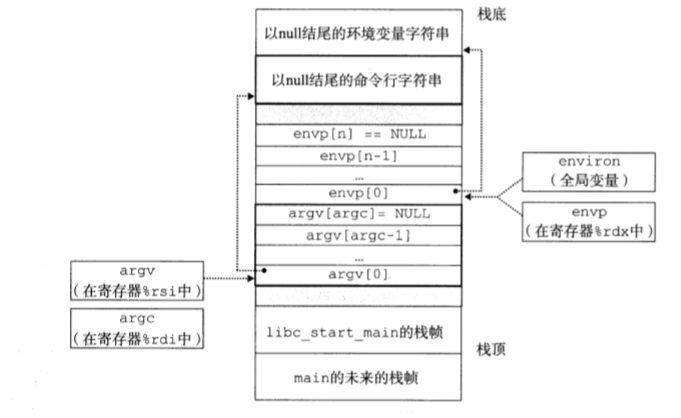 栈底
以null结尾的环境变量字符串
以null结尾的命令行字符串
envp[n] == NULL
envp[n-1]
…
envp[0]
environ
(全局变量)
envp
(在寄存器%rdx中)
argv[argc]= NULL
argv[argc-1]
…
argv[0]
argv
(在寄存器%rsi中)
argc
(在寄存器%rdi中)
libc_start_main的栈帧
栈顶
main的未来的栈帧